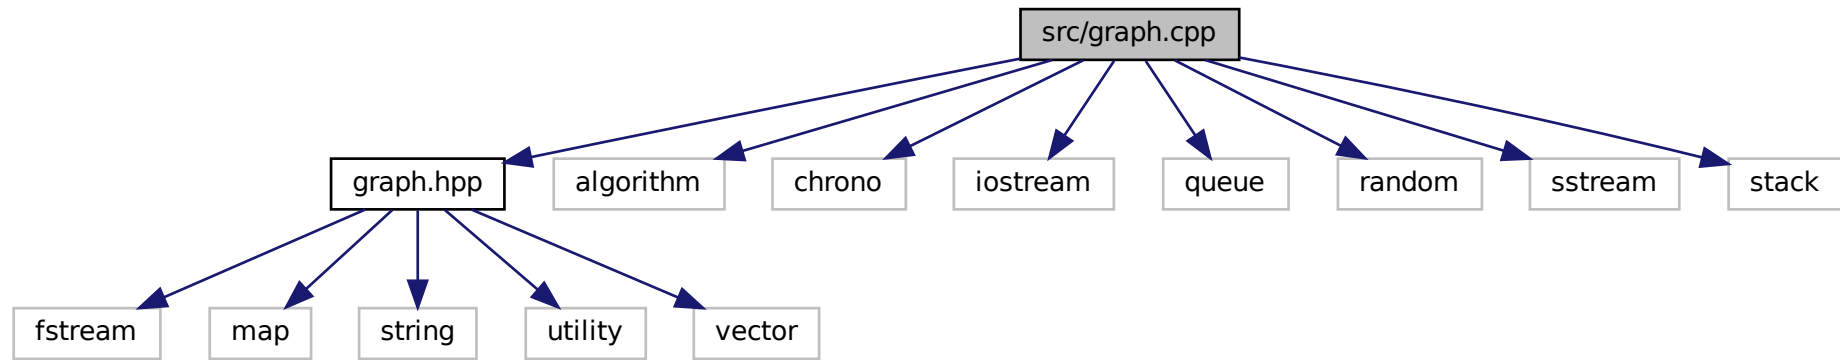 src/graph.cpp
graph.hpp
algorithm
chrono
iostream
queue
random
sstream
stack
fstream
map
string
utility
vector